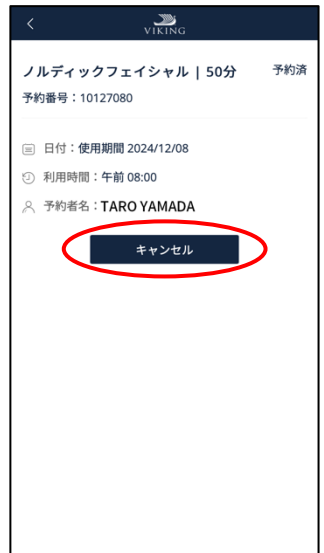 VIKING
ノルディックフェイシャル | 50分 予約済
予約番号：10127080
日付：使用期間 2024/12/08
利用時間：午前 08:00
予約者名：TARO YAMADA
キャンセル